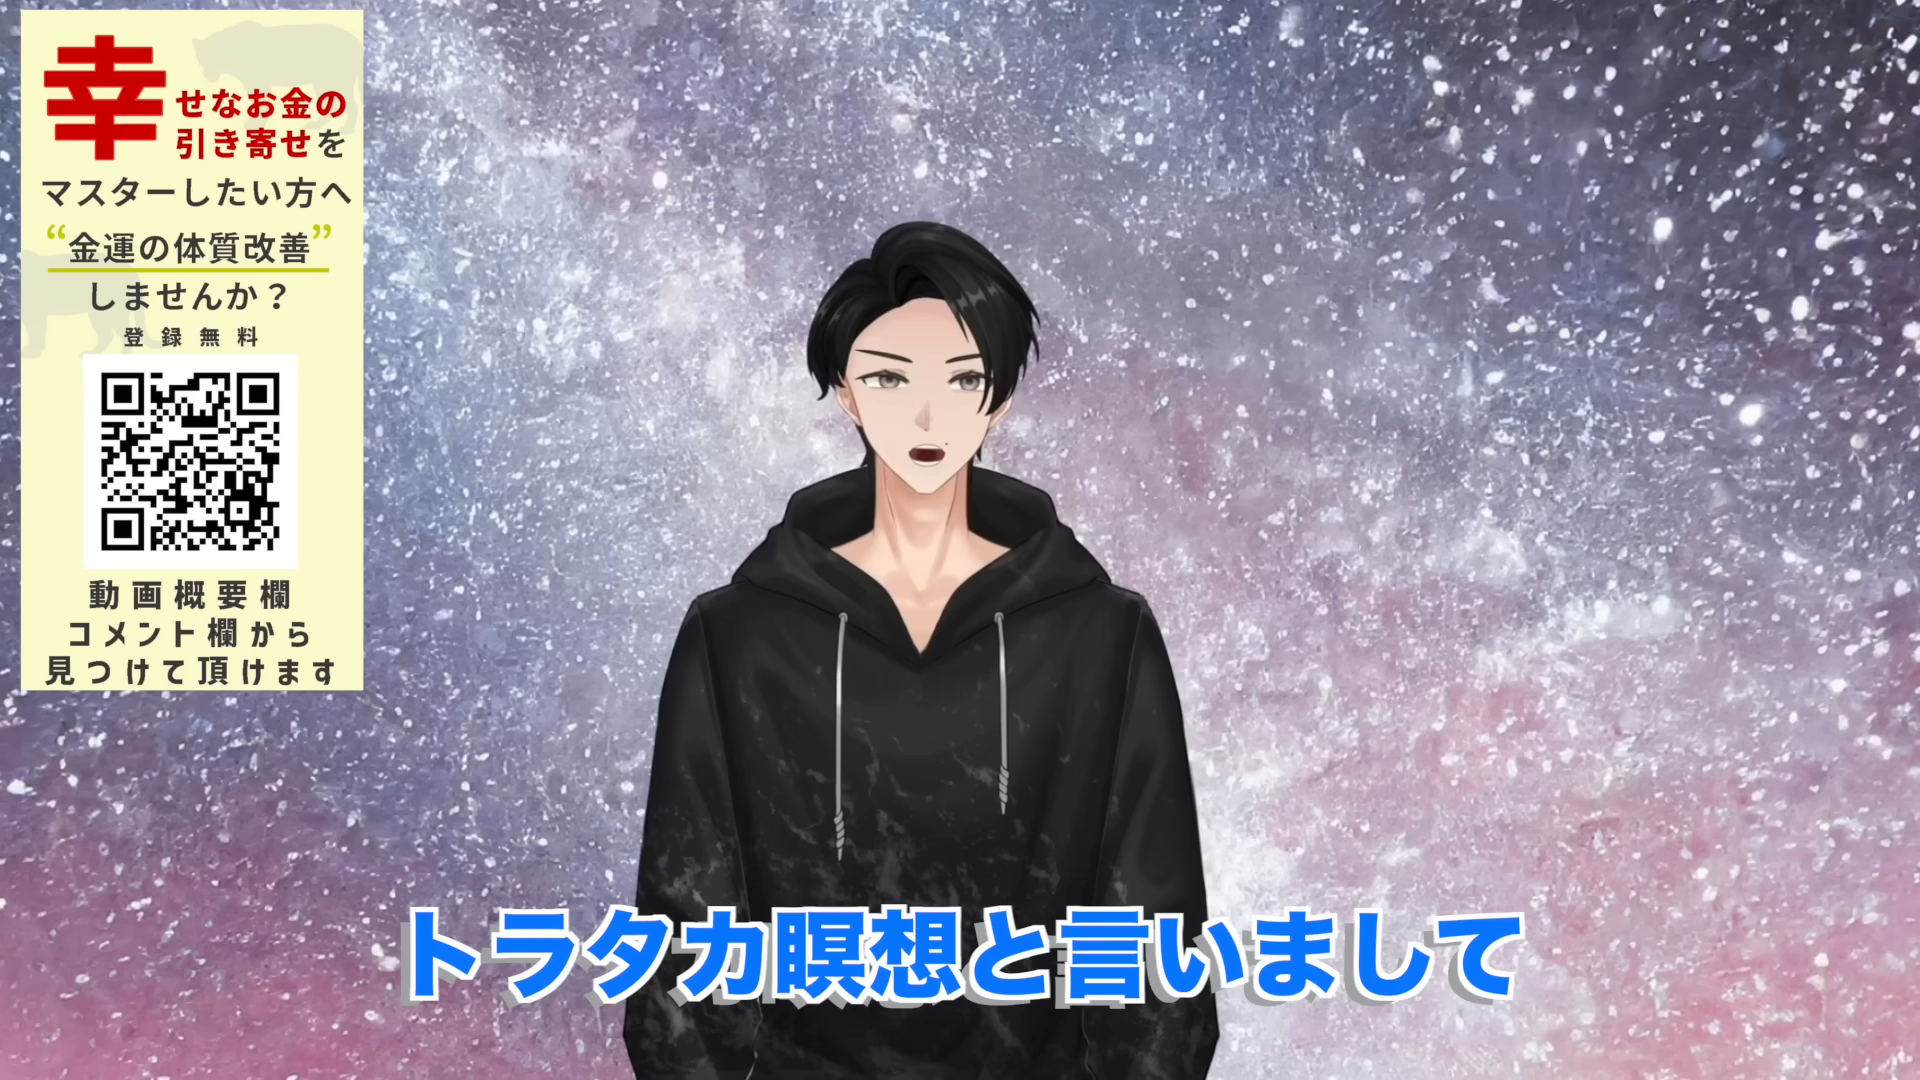 幸せなお金の
引き寄せを
マスターしたい方へ
“金運の体質改善”
しませんか？
登録無料
動画概要欄
コメント欄から
見つけて頂けます
トラタカ瞑想と言いまして